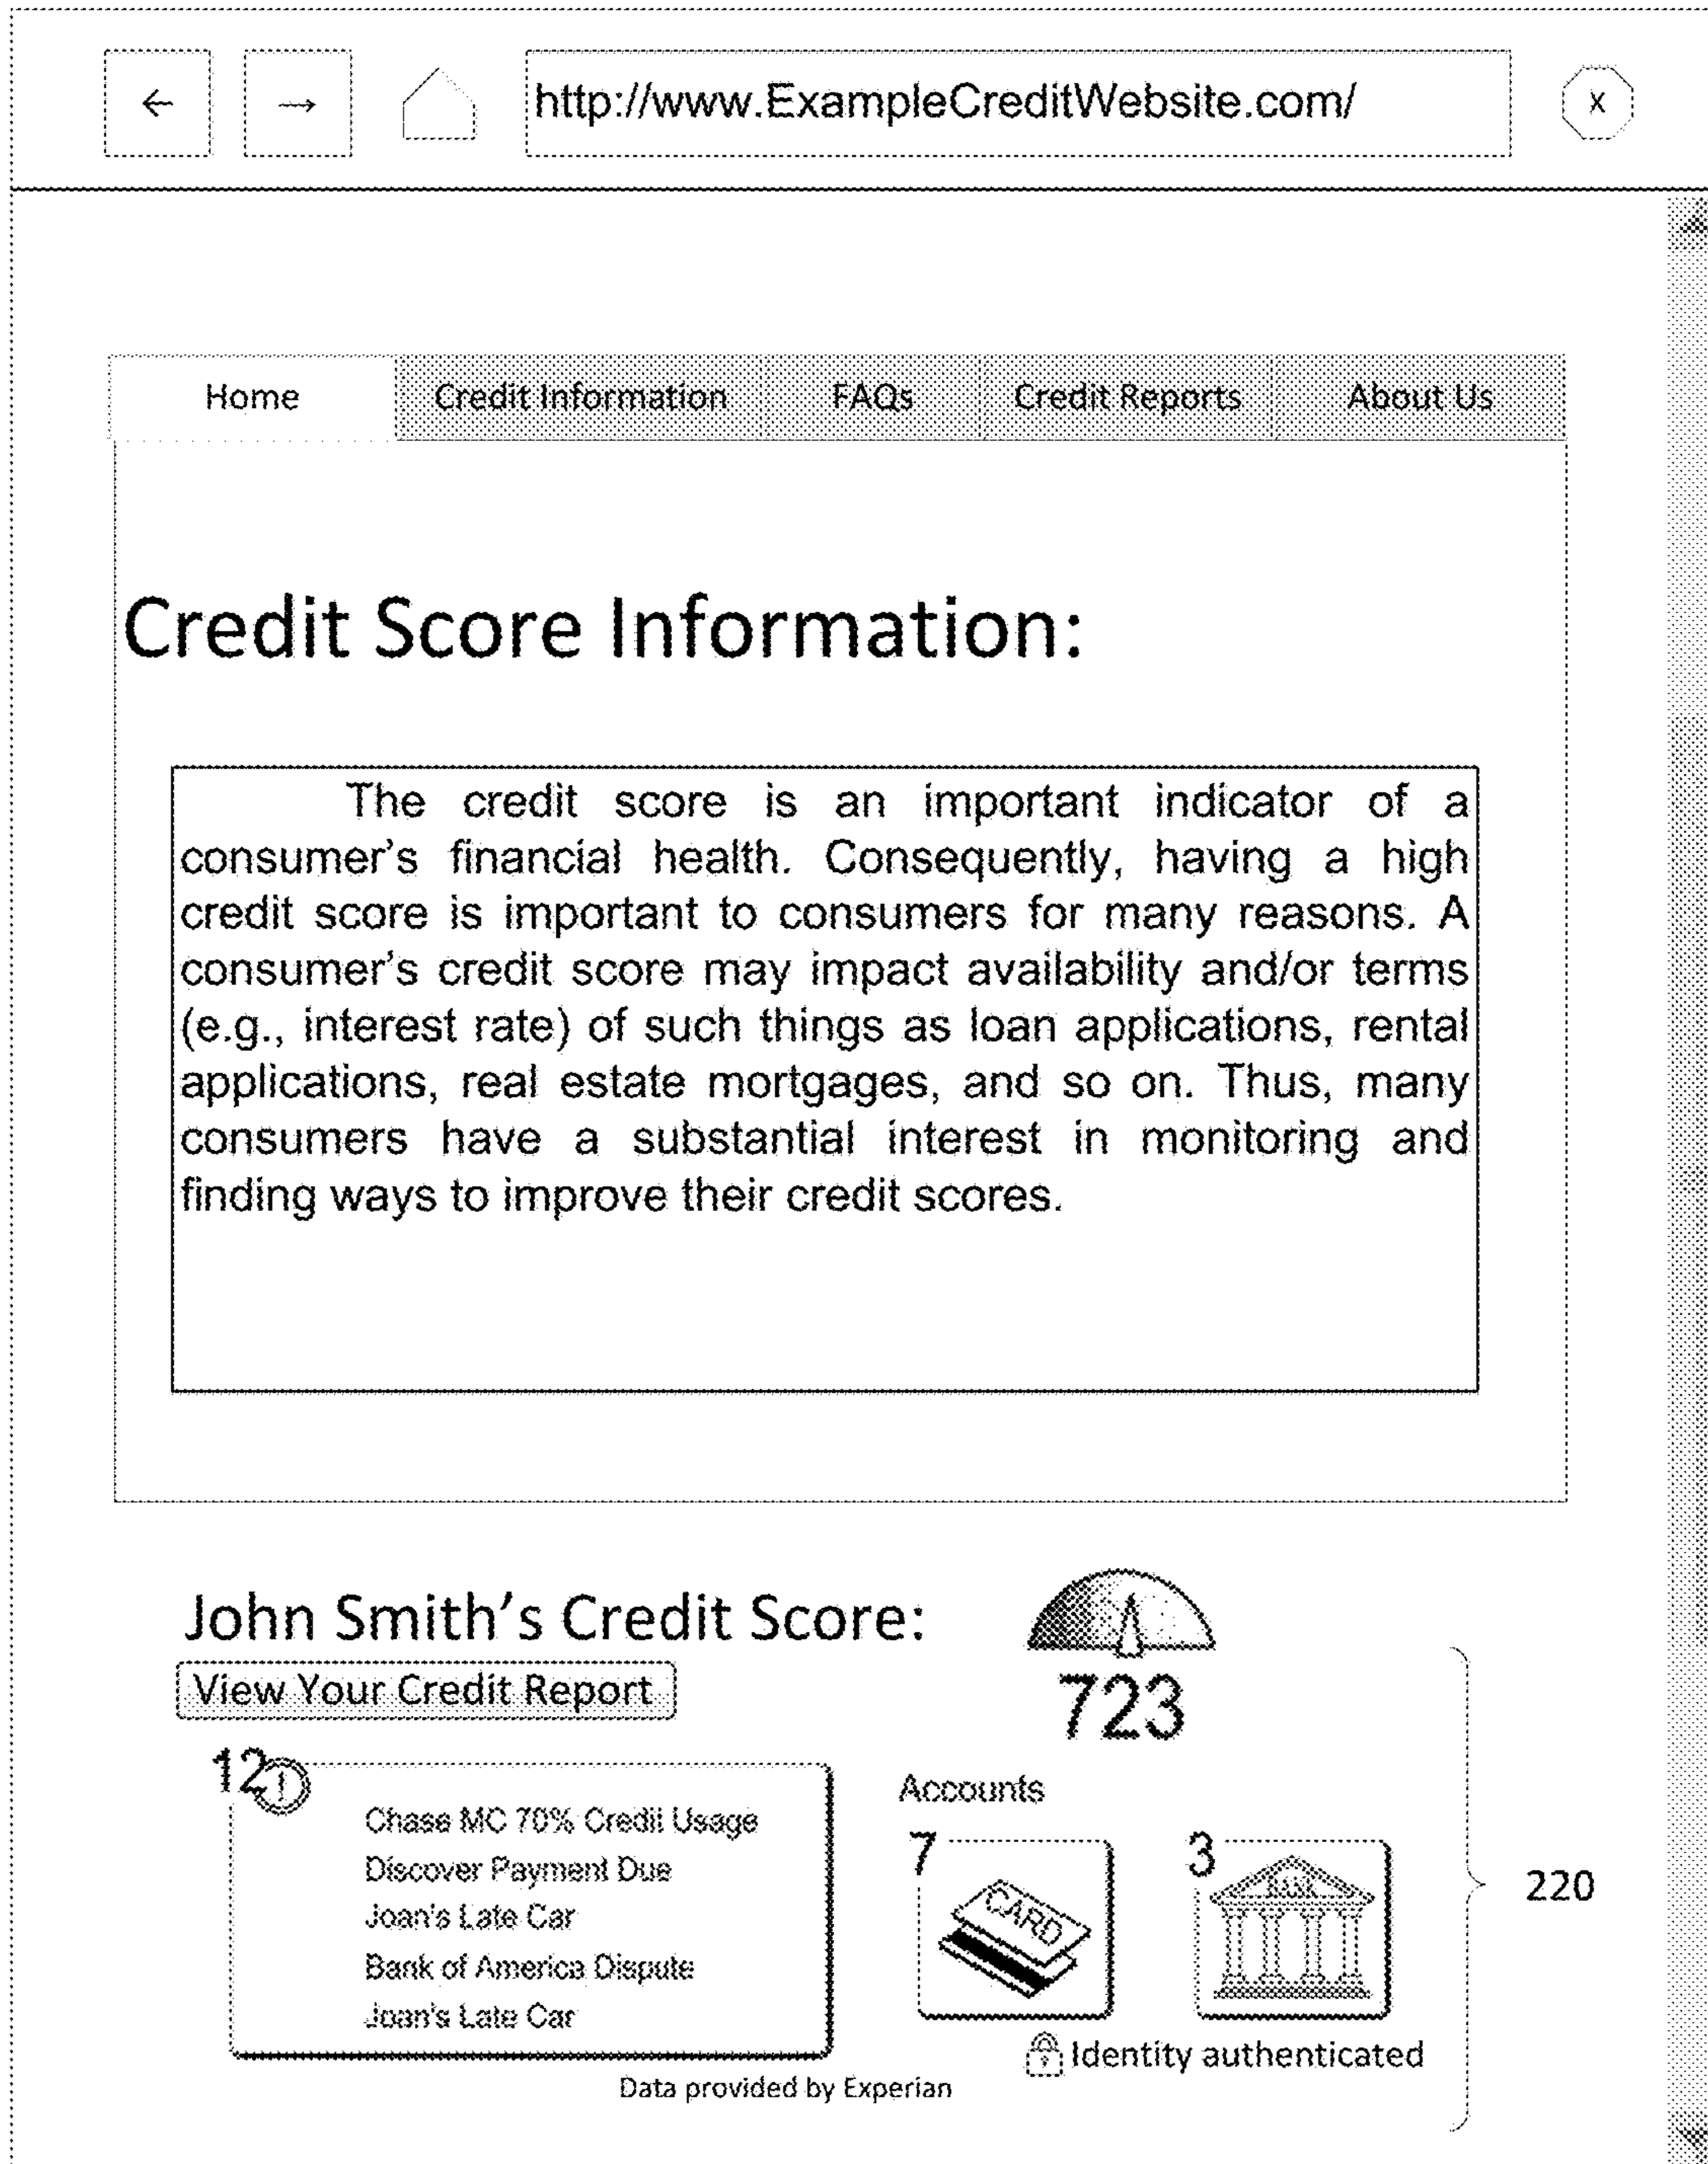 ← → http://www.ExampleCreditWebsite.com/ X
Home Credit Information FAQs Credit Reports About Us
Credit Score Information:
The credit score is an important indicator of a
consumer's financial health. Consequently, having a high
credit score is important to consumers for many reasons. A
consumer's credit score may impact availability and/or terms
(e.g., interest rate) of such things as loan applications, rental
applications, real estate mortgages, and so on. Thus, many
consumers have a substantial interest in monitoring and
finding ways to improve their credit scores.
John Smith's Credit Score:
View Your Credit Report
723
12 !
Chase MC 70% Credit Usage
Discover Payment Due
Joan's Late Car
Bank of America Dispute
Joan's Late Car
Accounts
7 3
CARD BANK
220
Identity authenticated
Data provided by Experian